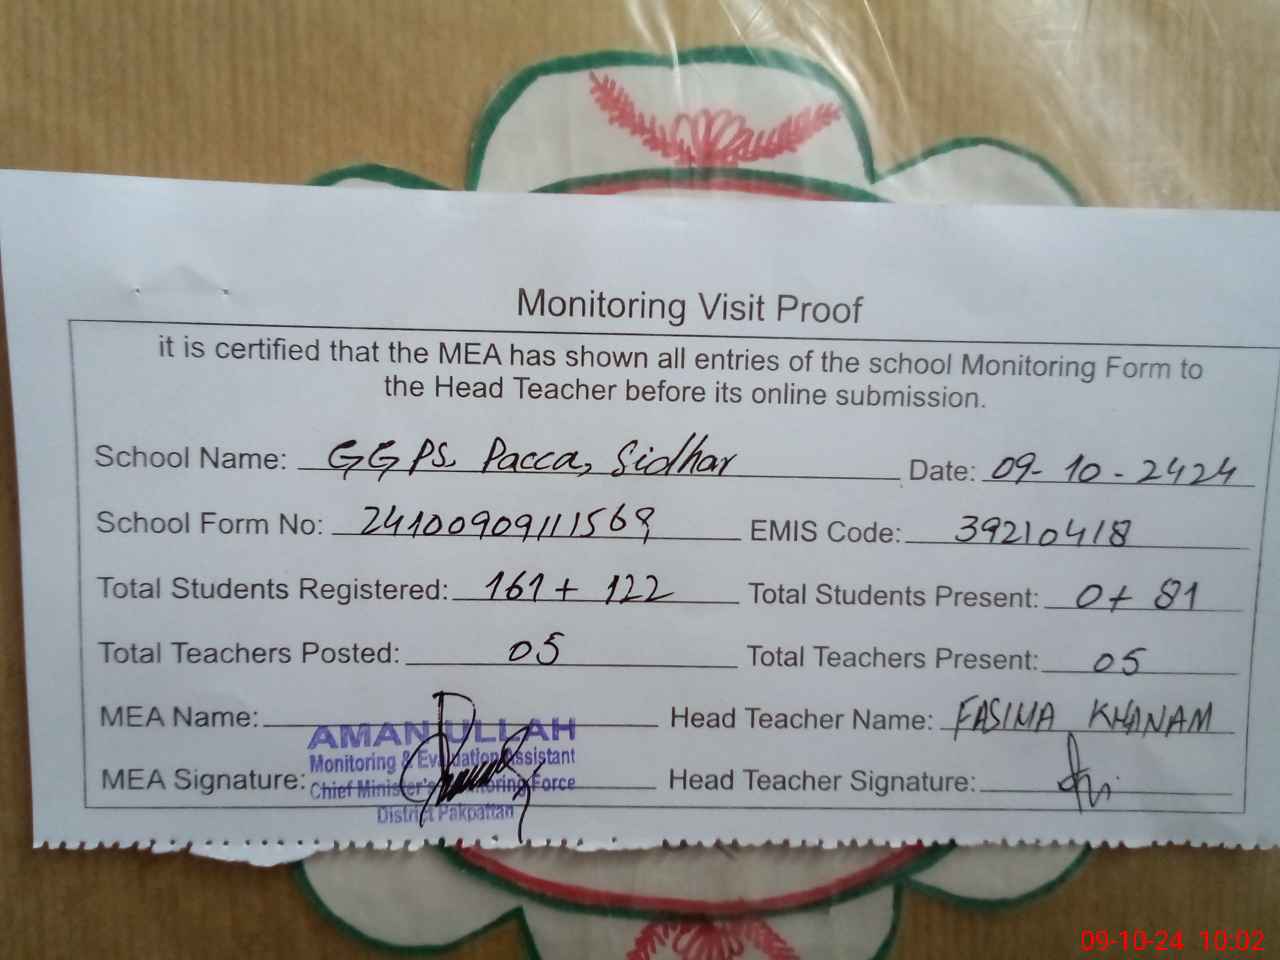 Monitoring Visit Proof
it is certified that the MEA has shown all entries of the school Monitoring Form to
the Head Teacher before its online submission.
School Name: GGPS. Pacca, Sidhar Date: 09-10-2424
School Form No: 24100909111569 EMIS Code: 39210418
Total Students Registered: 161 + 122 Total Students Present: 0+ 81
Total Teachers Posted: 05 Total Teachers Present: 05
MEA Name: Head Teacher Name: FASIMA KHANAM
AMAN ULLAH
Monitoring & Evaluation Assistant
MEA Signature: Head Teacher Signature:
Chief Minister's Monitoring Force
District Pakpattan
09-10-24 10:02